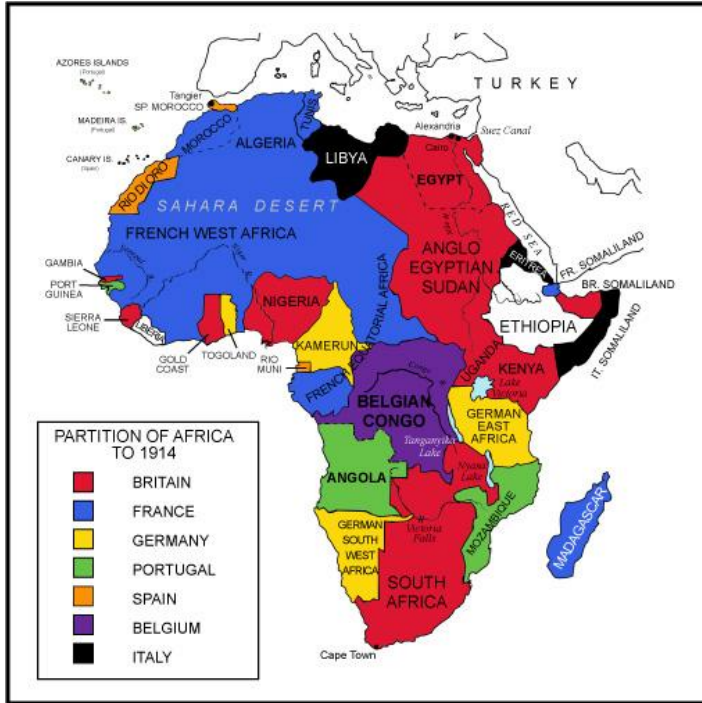 AZORES ISLANDS
(Portugal)
TURKEY
Tangier
SP. MOROCCO
MADEIRA IS.
(Portugal)
CANARY IS.
(Spain)
MOROCCO
ALGERIA
TUNIS
Alexandria
Suez Canal
Cairo
LIBYA
EGYPT
RIO DI ORO
SAHARA DESERT
RED SEA
FRENCH WEST AFRICA
ANGLO
EGYPTIAN
SUDAN
ERITREA
FR. SOMALILAND
BR. SOMALILAND
GAMBIA
PORT
GUINEA
SIERRA
LEONE
LIBERIA
GOLD
COAST
TOGOLAND
NIGERIA
KAMERUN
RIO
MUNI
FRENCH EQUATORIAL AFRICA
ETHIOPIA
IT. SOMALILAND
UGANDA
KENYA
Lake
Victoria
Congo
BELGIAN
CONGO
GERMAN
EAST
AFRICA
Tanganyika
Lake
ANGOLA
Nyasa
Lake
MOZAMBIQUE
MADAGASCAR
Victoria
Falls
GERMAN
SOUTH
WEST
AFRICA
SOUTH
AFRICA
Cape Town
PARTITION OF AFRICA
TO 1914
BRITAIN
FRANCE
GERMANY
PORTUGAL
SPAIN
BELGIUM
ITALY